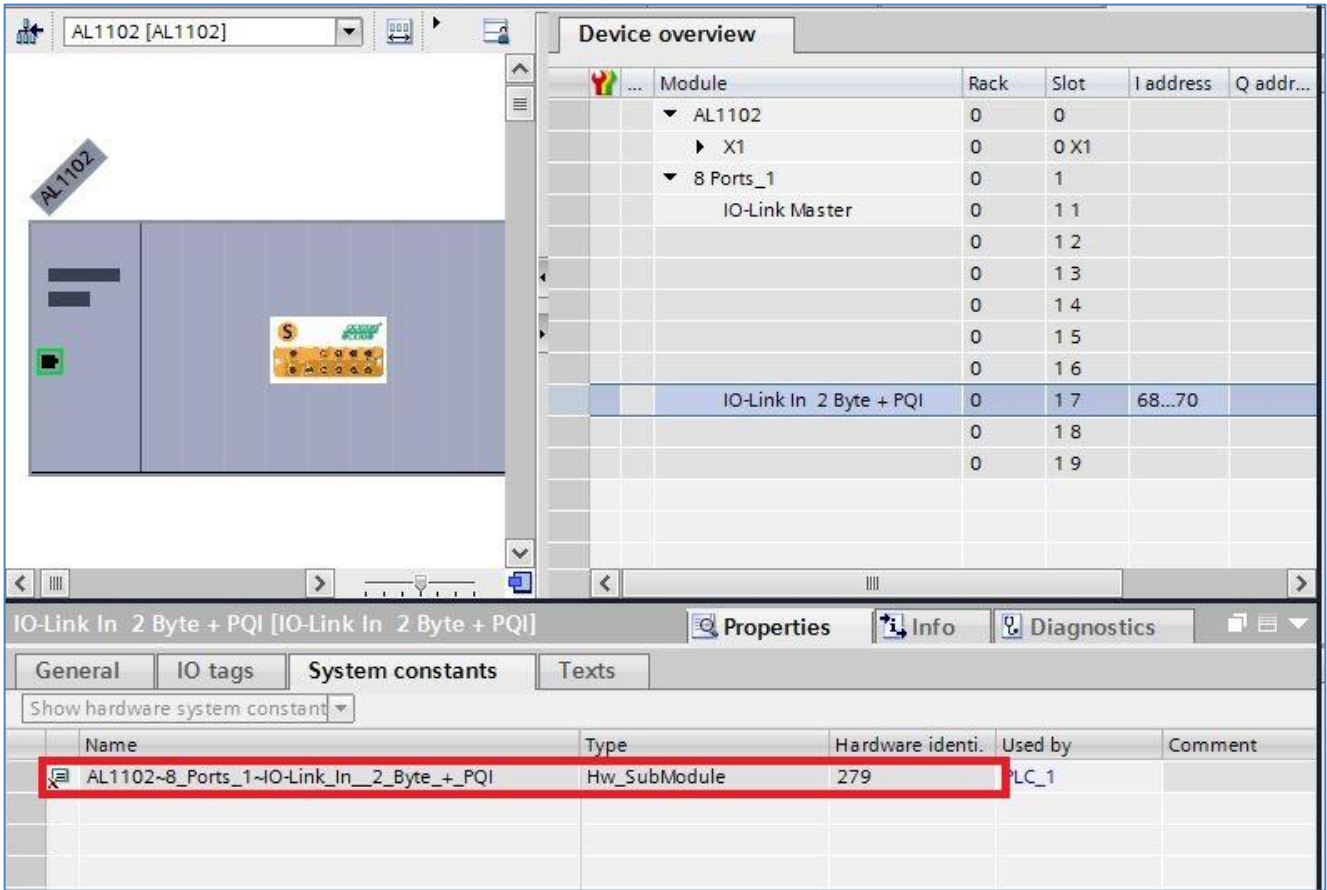 AL1102 [AL1102]
AL1102
S
Device overview
... Module Rack Slot I address Q addr...
AL1102 0 0
X1 0 0 X1
8 Ports_1 0 1
IO-Link Master 0 1 1
0 1 2
0 1 3
0 1 4
0 1 5
0 1 6
IO-Link In 2 Byte + PQI 0 1 7 68...70
0 1 8
0 1 9
IO-Link In 2 Byte + PQI [IO-Link In 2 Byte + PQI]
Properties Info Diagnostics
General IO tags System constants Texts
Show hardware system constant
Name Type Hardware identi. Used by Comment
AL1102~8_Ports_1~IO-Link_In__2_Byte_+_PQI Hw_SubModule 279 PLC_1